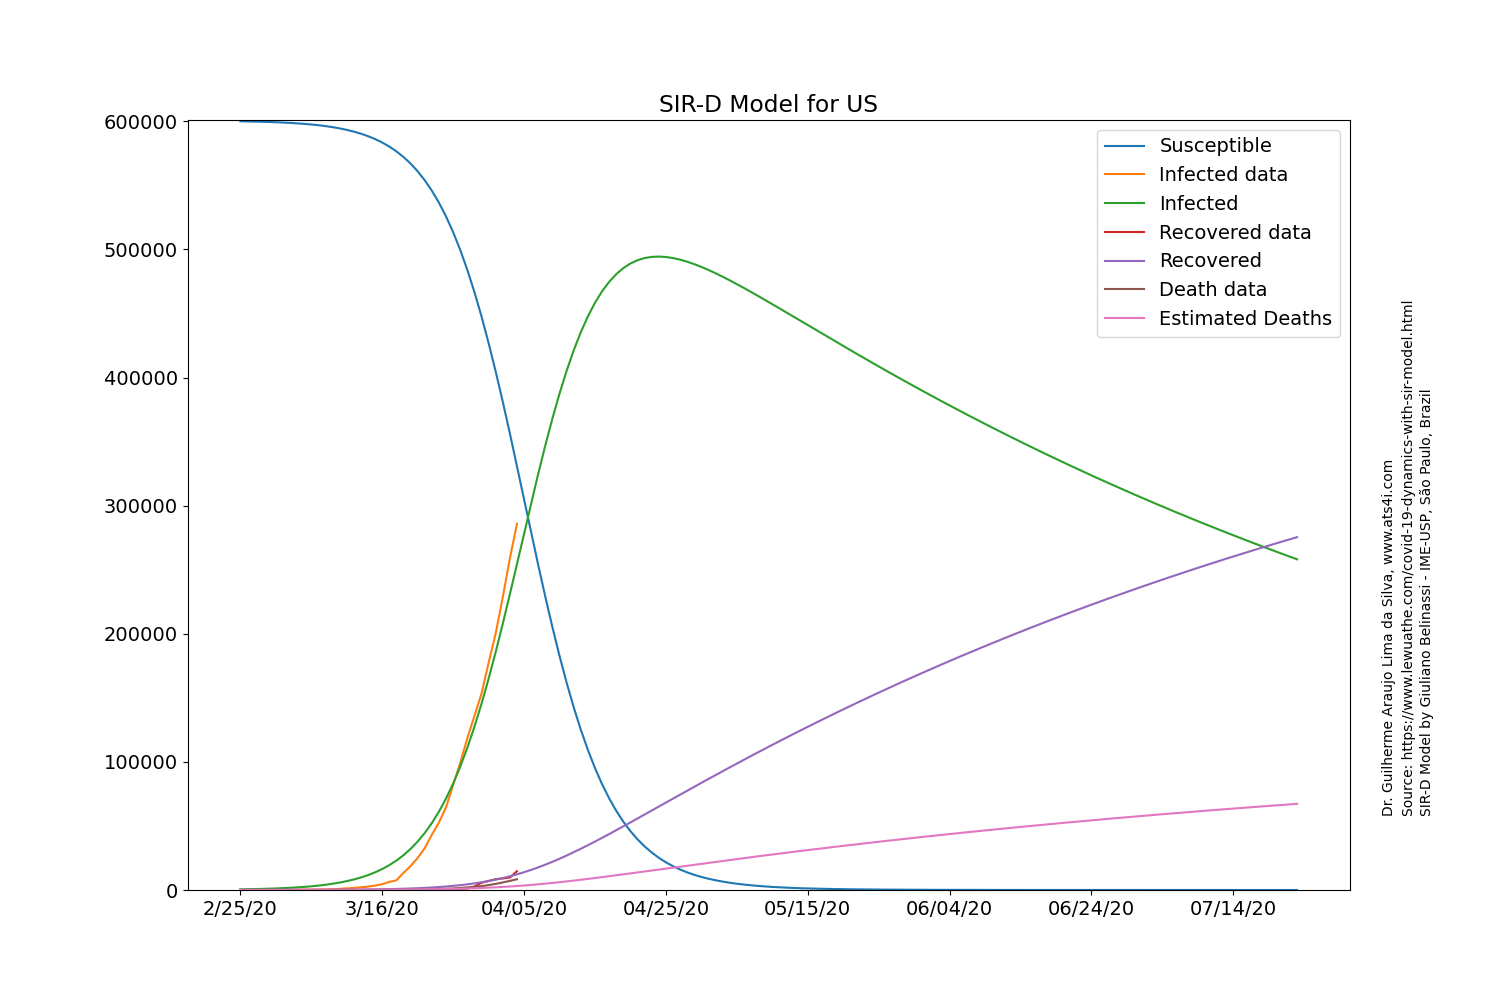 SIR-D Model for US
600000
500000
400000
300000
200000
100000
0
2/25/20
3/16/20
04/05/20
04/25/20
05/15/20
06/04/20
06/24/20
07/14/20
Susceptible
Infected data
Infected
Recovered data
Recovered
Death data
Estimated Deaths
Dr. Guilherme Araujo Lima da Silva, www.ats4i.com
Source: https://www.lewuathe.com/covid-19-dynamics-with-sir-model.html
SIR-D Model by Giuliano Belinassi - IME-USP, São Paulo, Brazil